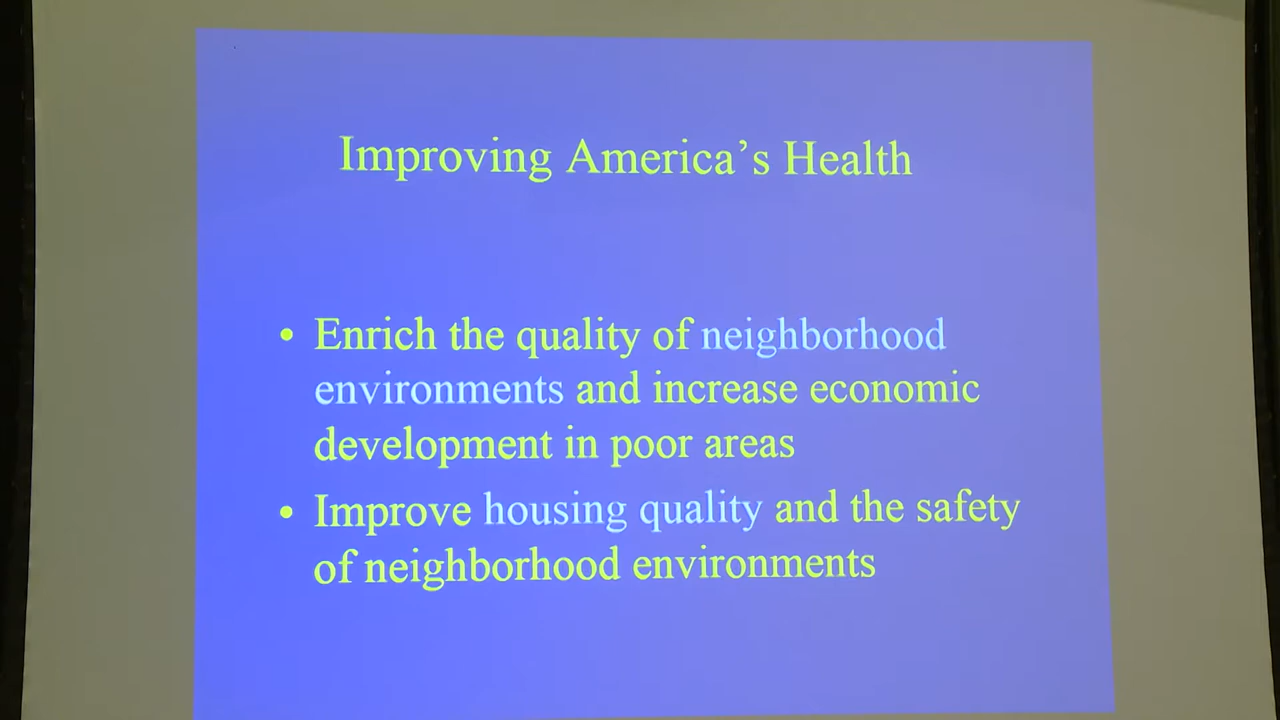 Improving America’s Health
• Enrich the quality of neighborhood
environments and increase economic
development in poor areas
• Improve housing quality and the safety
of neighborhood environments